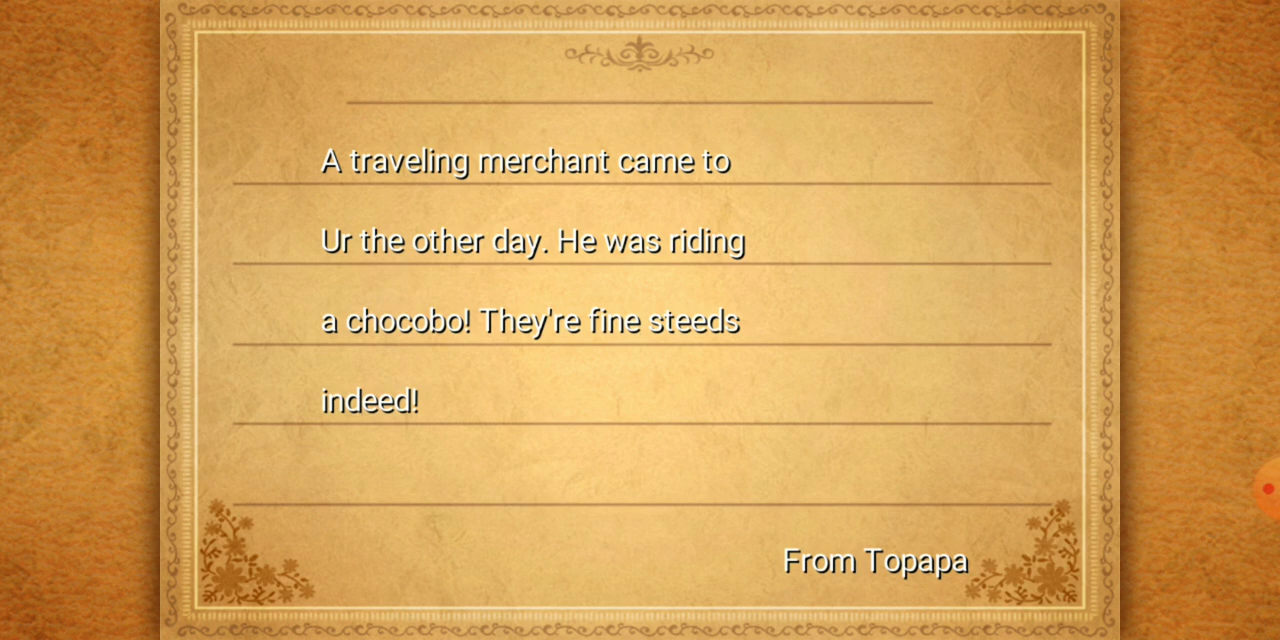 A traveling merchant came to
Ur the other day. He was riding
a chocobo! They're fine steeds
indeed!
From Topapa